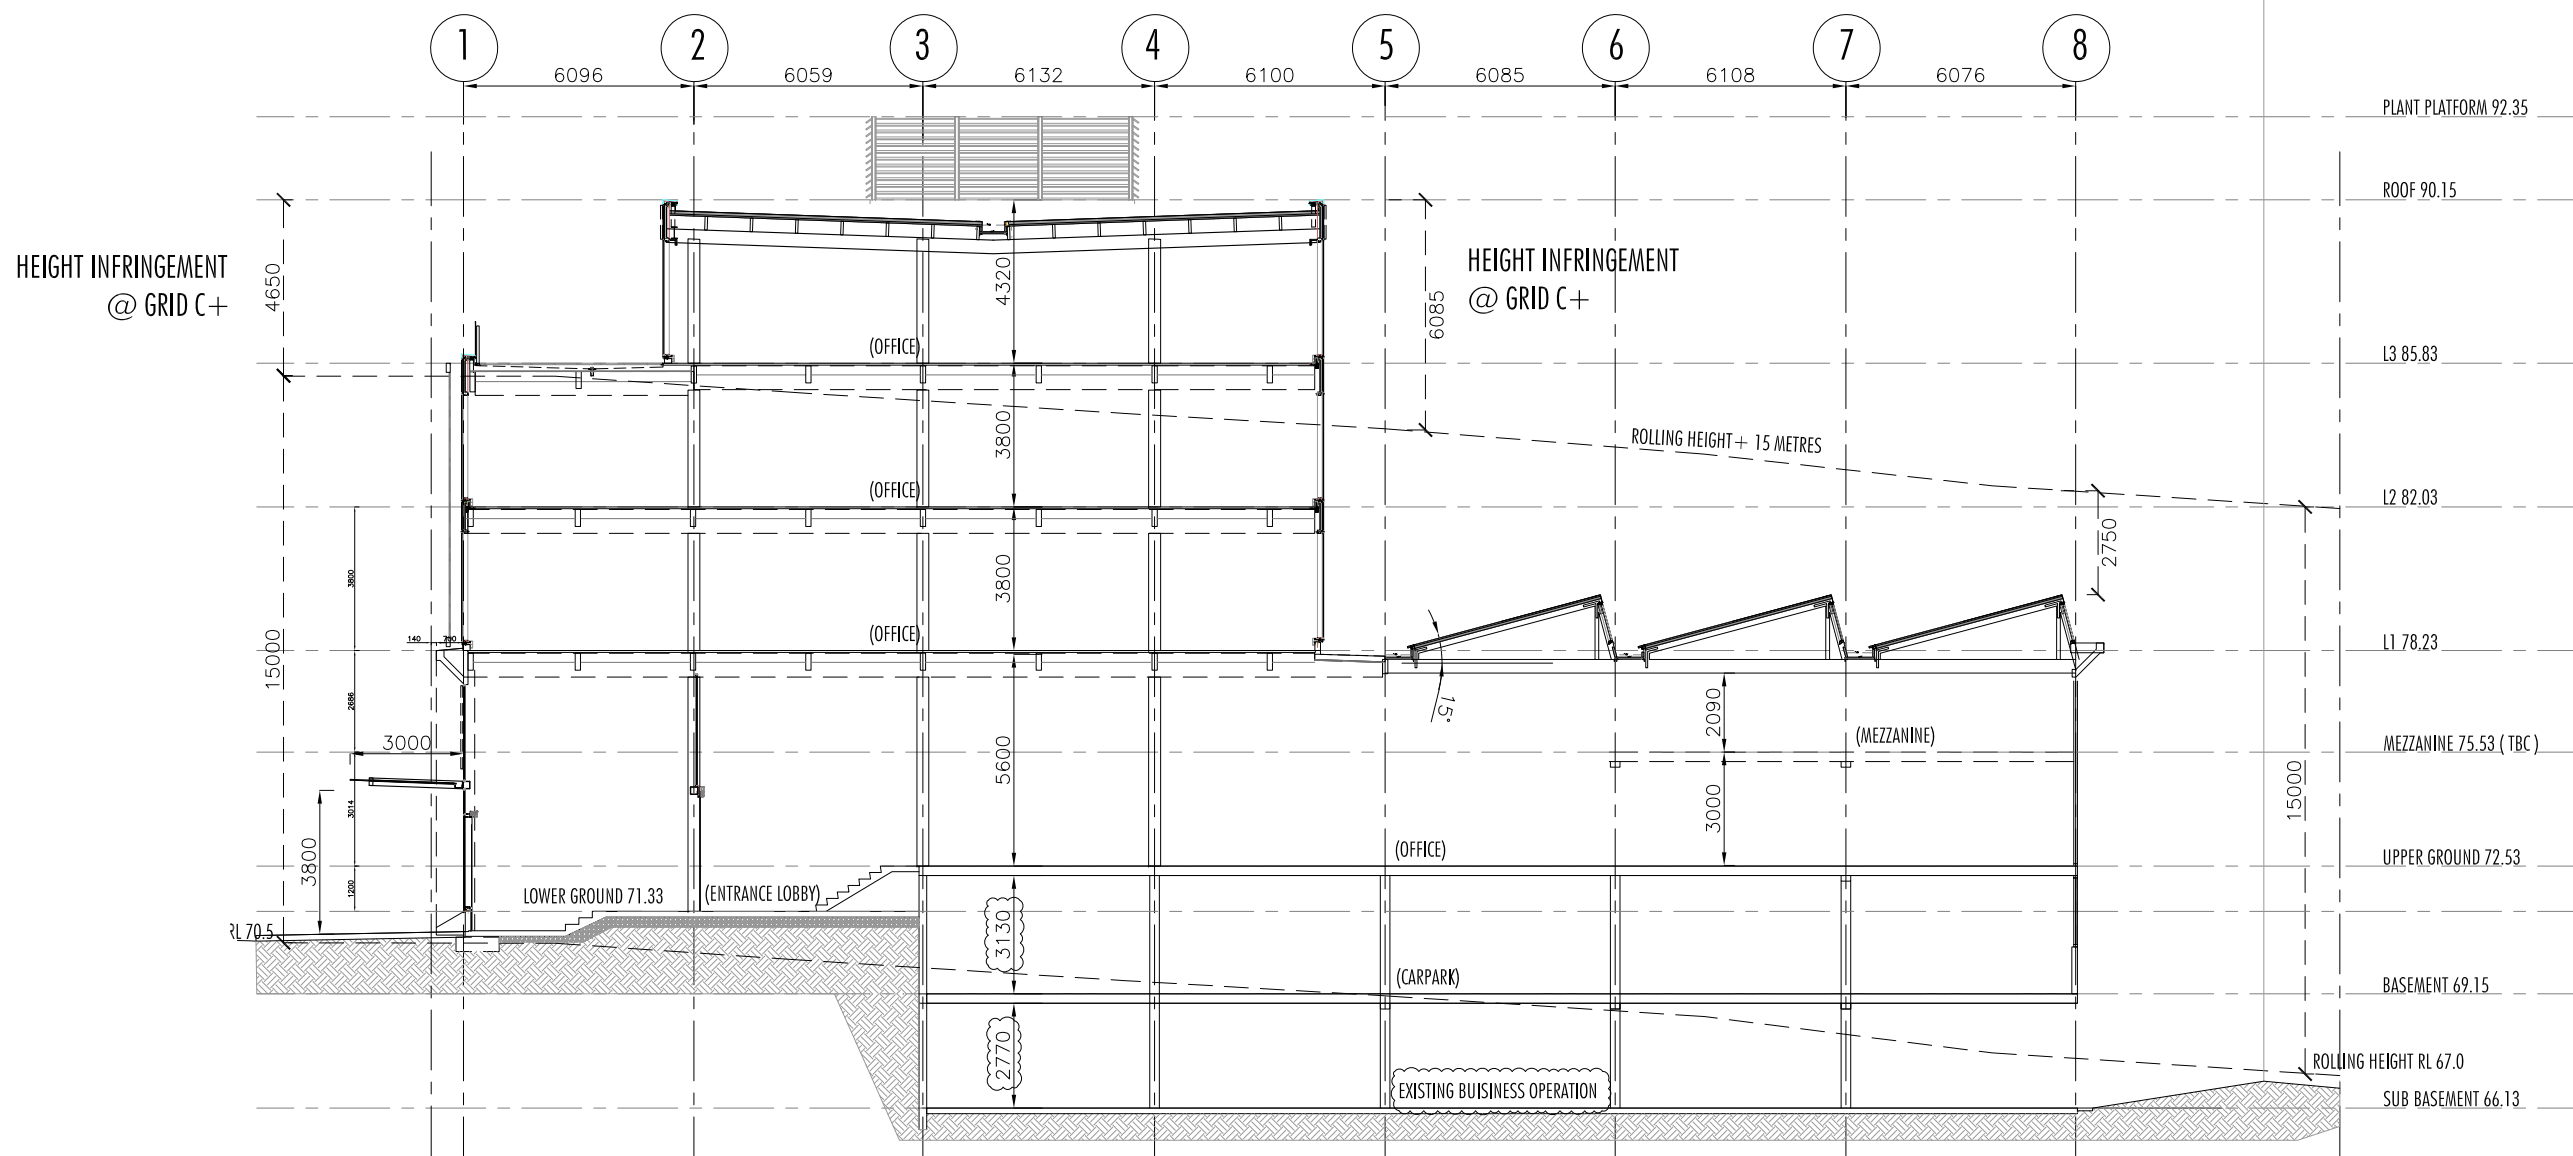 1
2
3
4
5
6
7
8
6096
6059
6132
6100
6085
6108
6076
PLANT PLATFORM 92.35
ROOF 90.15
HEIGHT INFRINGEMENT
@ GRID C+
4650
4320
HEIGHT INFRINGEMENT
@ GRID C+
6085
(OFFICE)
L3 85.83
3800
ROLLING HEIGHT+ 15 METRES
(OFFICE)
L2 82.03
2750
3800
3800
(OFFICE)
140
L1 78.23
15000
2686
15°
2090
3000
5600
(MEZZANINE)
MEZZANINE 75.53 ( TBC )
15000
3014
3000
3800
(OFFICE)
UPPER GROUND 72.53
1200
LOWER GROUND 71.33
(ENTRANCE LOBBY)
RL 70.5
3130
(CARPARK)
BASEMENT 69.15
2770
EXISTING BUISINESS OPERATION
ROLLING HEIGHT RL 67.0
SUB BASEMENT 66.13